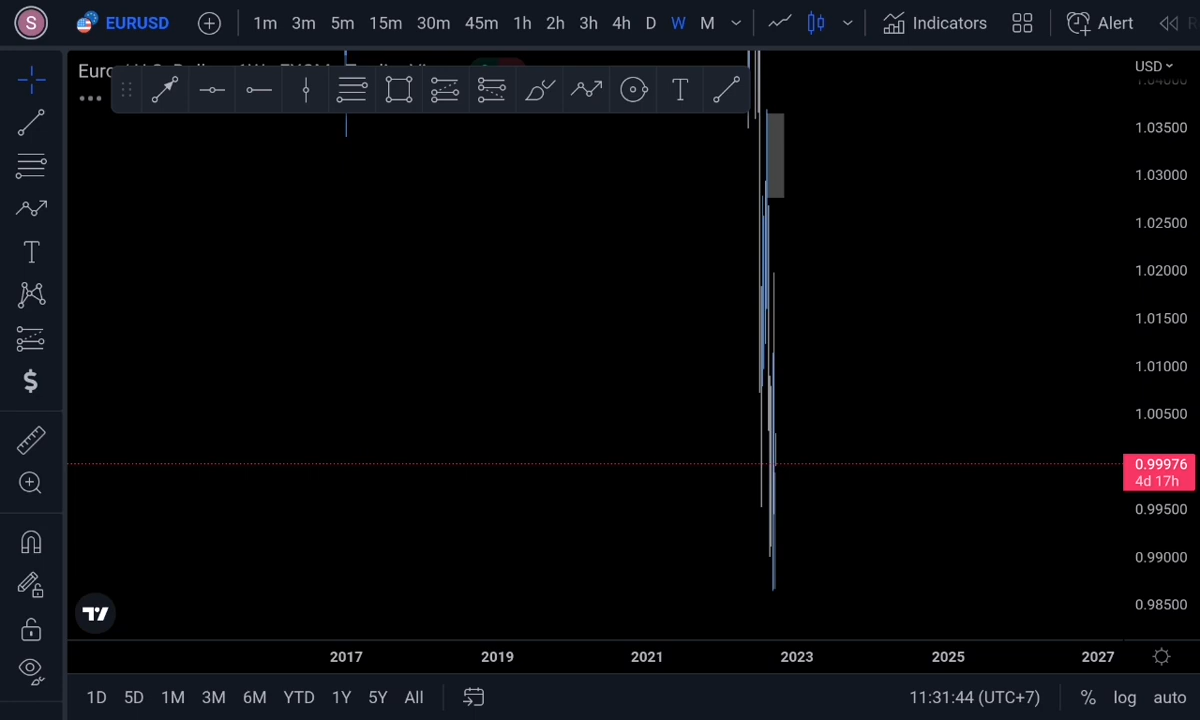 S EURUSD 1m 3m 5m 15m 30m 45m 1h 2h 3h 4h D W M Indicators Alert
Euro
USD
1.04000
1.03500
1.03000
1.02500
1.02000
1.01500
1.01000
1.00500
0.99976
4d 17h
0.99500
0.99000
0.98500
2017 2019 2021 2023 2025 2027
1D 5D 1M 3M 6M YTD 1Y 5Y All 11:31:44 (UTC+7) % log auto